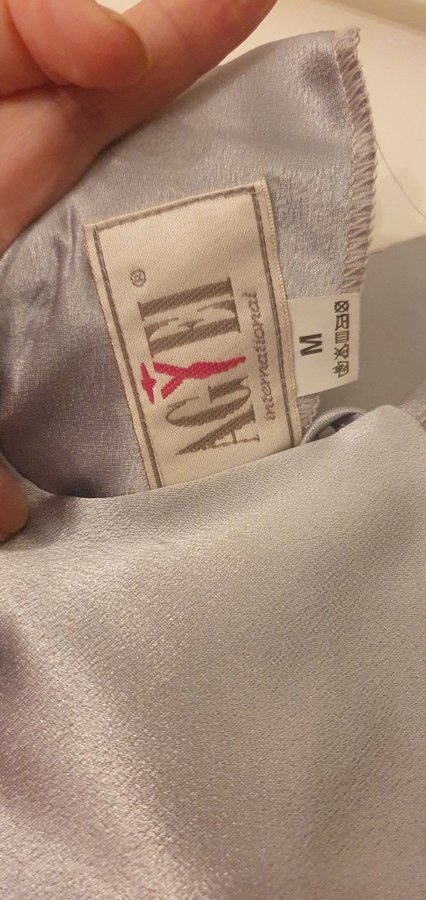 AGYEI ®
international
M